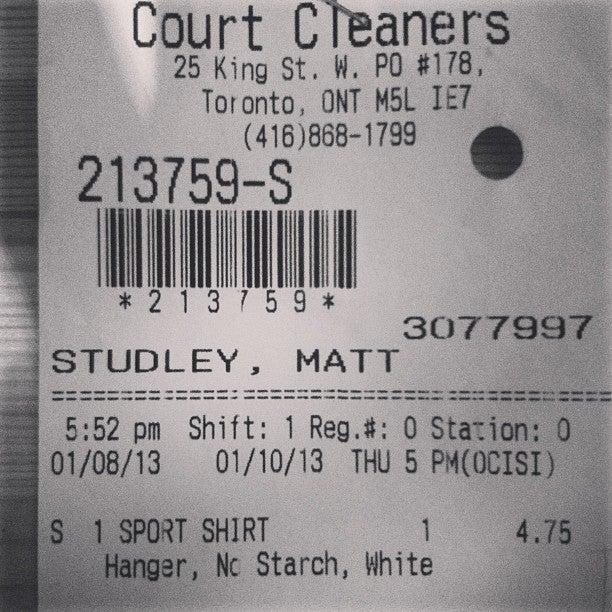 Court Cleaners
25 King St. W. PO #178,
Toronto, ONT M5L IE7
(416)868-1799
213759-S
*213759*
3077997
STUDLEY, MATT
5:52 pm Shift: 1 Reg.#: 0 Station: 0
01/08/13 01/10/13 THU 5 PM(OCISI)
S 1 SPORT SHIRT 1 4.75
Hanger, No Starch, White